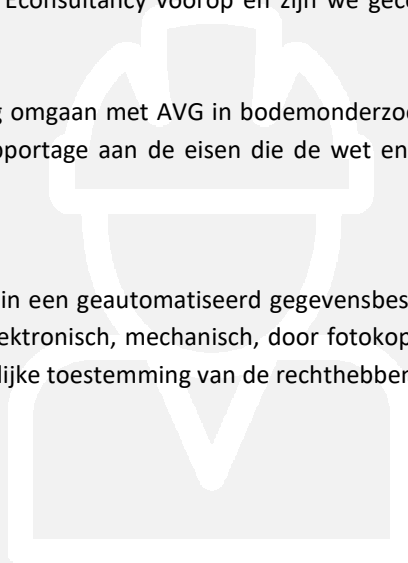 Econsultancy voorop en zijn we gece
omgaan met AVG in bodemonderzoe
pportage aan de eisen die de wet en
in een geautomatiseerd gegevensbes
ektronisch, mechanisch, door fotokop
lijke toestemming van de rechthebben